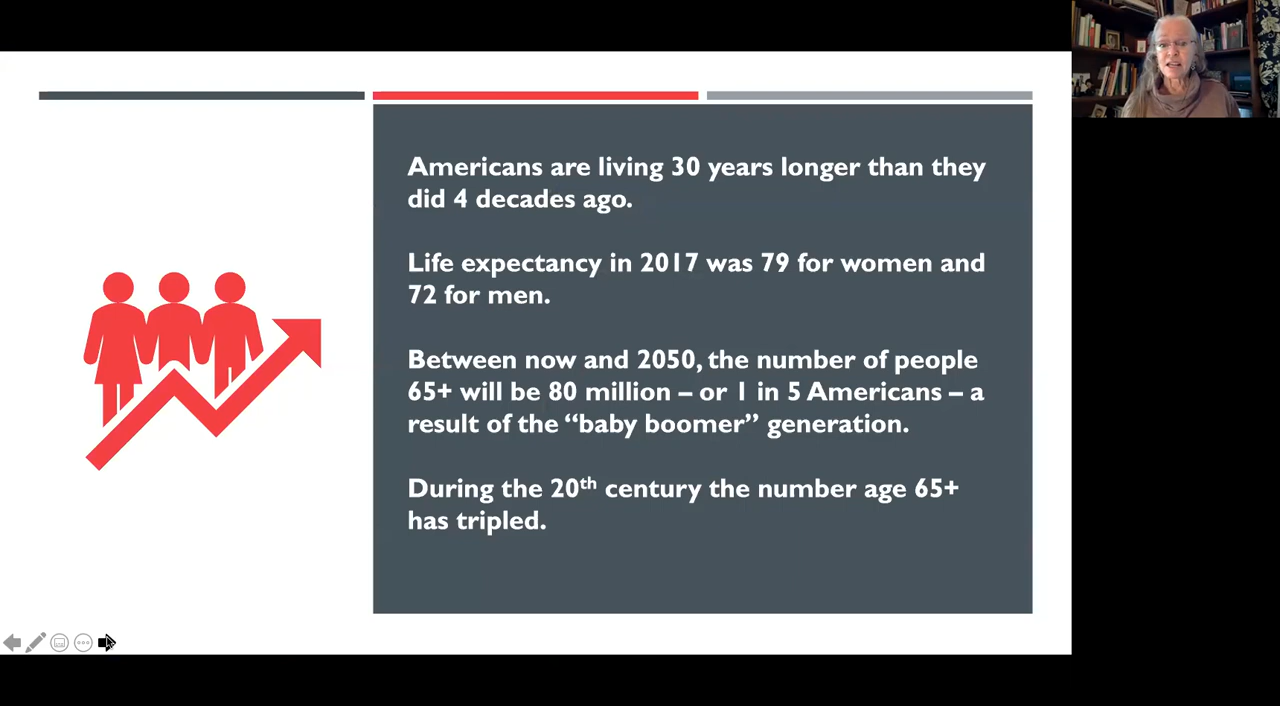 Americans are living 30 years longer than they
did 4 decades ago.
Life expectancy in 2017 was 79 for women and
72 for men.
Between now and 2050, the number of people
65+ will be 80 million – or 1 in 5 Americans – a
result of the “baby boomer” generation.
During the 20th century the number age 65+
has tripled.